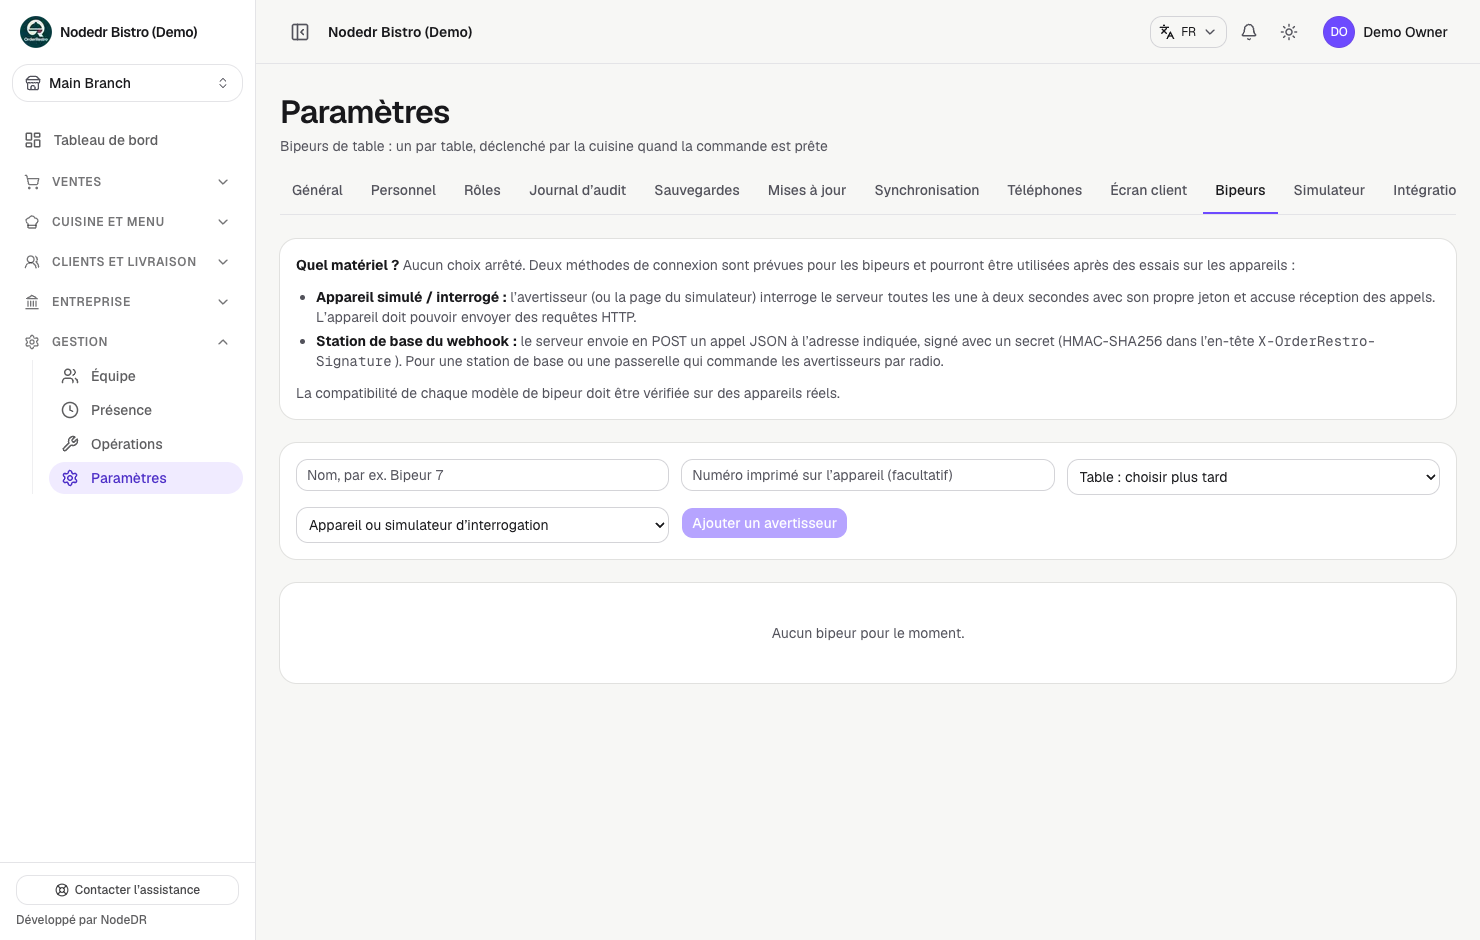 Nodedr Bistro (Demo)
Main Branch
Tableau de bord
VENTES
CUISINE ET MENU
CLIENTS ET LIVRAISON
ENTREPRISE
GESTION
Équipe
Présence
Opérations
Paramètres
Contacter l'assistance
Développé par NodeDR
Nodedr Bistro (Demo)
FR
DO
Demo Owner
Paramètres
Bipeurs de table : un par table, déclenché par la cuisine quand la commande est prête
Général
Personnel
Rôles
Journal d'audit
Sauvegardes
Mises à jour
Synchronisation
Téléphones
Écran client
Bipeurs
Simulateur
Intégratio
Quel matériel ? Aucun choix arrêté. Deux méthodes de connexion sont prévues pour les bipeurs et pourront être utilisées après des essais sur les appareils :
• Appareil simulé / interrogé : l'avertisseur (ou la page du simulateur) interroge le serveur toutes les une à deux secondes avec son propre jeton et accuse réception des appels.
L'appareil doit pouvoir envoyer des requêtes HTTP.
• Station de base du webhook : le serveur envoie en POST un appel JSON à l'adresse indiquée, signé avec un secret (HMAC-SHA256 dans l'en-tête X-OrderRestro-
Signature ). Pour une station de base ou une passerelle qui commande les avertisseurs par radio.
La compatibilité de chaque modèle de bipeur doit être vérifiée sur des appareils réels.
Nom, par ex. Bipeur 7
Numéro imprimé sur l'appareil (facultatif)
Table : choisir plus tard
Appareil ou simulateur d'interrogation
Ajouter un avertisseur
Aucun bipeur pour le moment.